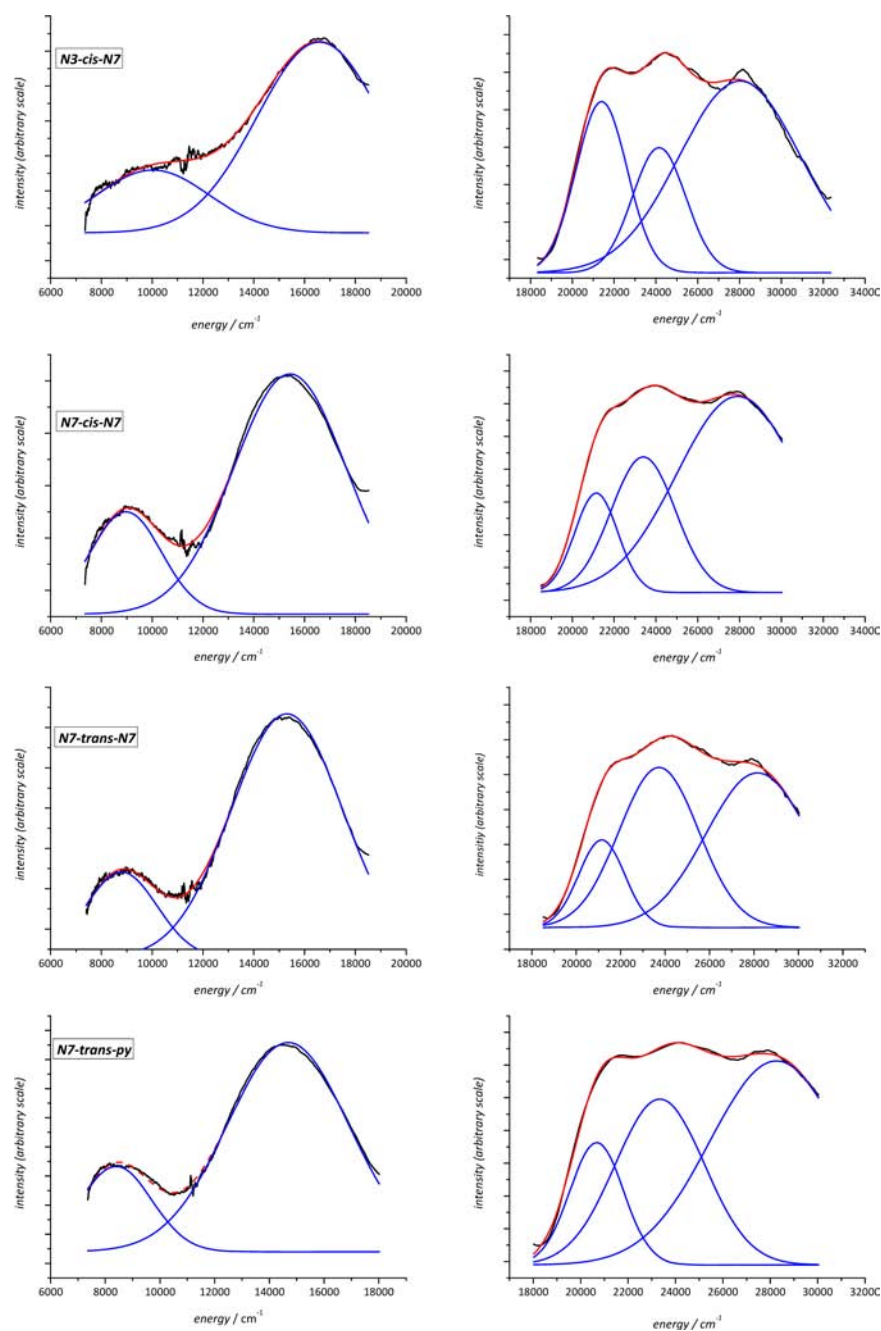 N3-cis-N7
intensity (arbitrary scale)
6000 8000 10000 12000 14000 16000 18000 20000
energy / cm-1
intensity (arbitrary scale)
18000 20000 22000 24000 26000 28000 30000 32000 34000
energy / cm-1
N7-cis-N7
intensity (arbitrary scale)
6000 8000 10000 12000 14000 16000 18000 20000
energy / cm-1
intensity (arbitrary scale)
18000 20000 22000 24000 26000 28000 30000 32000 34000
energy / cm-1
N7-trans-N7
intensity (arbitrary scale)
6000 8000 10000 12000 14000 16000 18000 20000
energy / cm-1
intensitiy (arbitrary scale)
18000 20000 22000 24000 26000 28000 30000 32000
energy / cm-1
N7-trans-py
intensity (arbitrary scale)
6000 8000 10000 12000 14000 16000 18000
energy / cm-1
intensity (arbitrary scale)
18000 20000 22000 24000 26000 28000 30000 32000
energy / cm-1